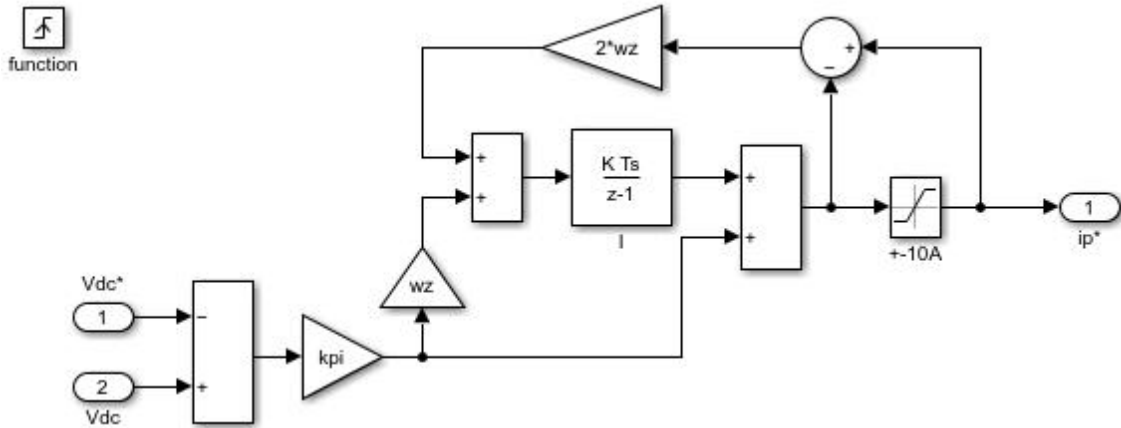 function
2*wz
+
−
+
+
K Ts
z-1
I
+
+
+-10A
1
ip*
wz
Vdc*
1
−
kpi
2
+
Vdc